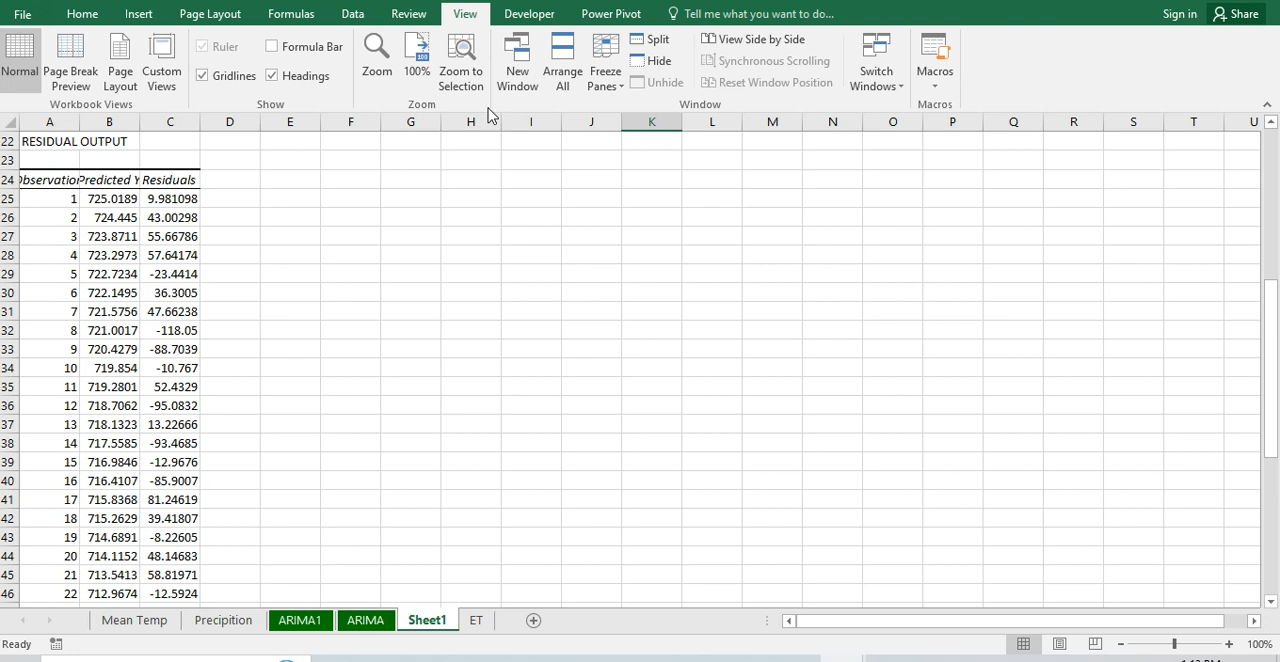 File Home Insert Page Layout Formulas Data Review View Developer Power Pivot Tell me what you want to do... Sign in Share
Normal Page Break Preview Page Layout Custom Views
Workbook Views
Ruler Formula Bar
Gridlines Headings
Show
Zoom 100% Zoom to Selection
Zoom
New Window Arrange All Freeze Panes
Split
Hide
Unhide
View Side by Side
Synchronous Scrolling
Reset Window Position
Window
Switch Windows
Macros
Macros
A B C D E F G H I J K L M N O P Q R S T U
22 RESIDUAL OUTPUT
23
24 Observation Predicted Y Residuals
25 1 725.0189 9.981098
26 2 724.445 43.00298
27 3 723.8711 55.66786
28 4 723.2973 57.64174
29 5 722.7234 -23.4414
30 6 722.1495 36.3005
31 7 721.5756 47.66238
32 8 721.0017 -118.05
33 9 720.4279 -88.7039
34 10 719.854 -10.767
35 11 719.2801 52.4329
36 12 718.7062 -95.0832
37 13 718.1323 13.22666
38 14 717.5585 -93.4685
39 15 716.9846 -12.9676
40 16 716.4107 -85.9007
41 17 715.8368 81.24619
42 18 715.2629 39.41807
43 19 714.6891 -8.22605
44 20 714.1152 48.14683
45 21 713.5413 58.81971
46 22 712.9674 -12.5924
Mean Temp Precipition ARIMA1 ARIMA Sheet1 ET
Ready 100%